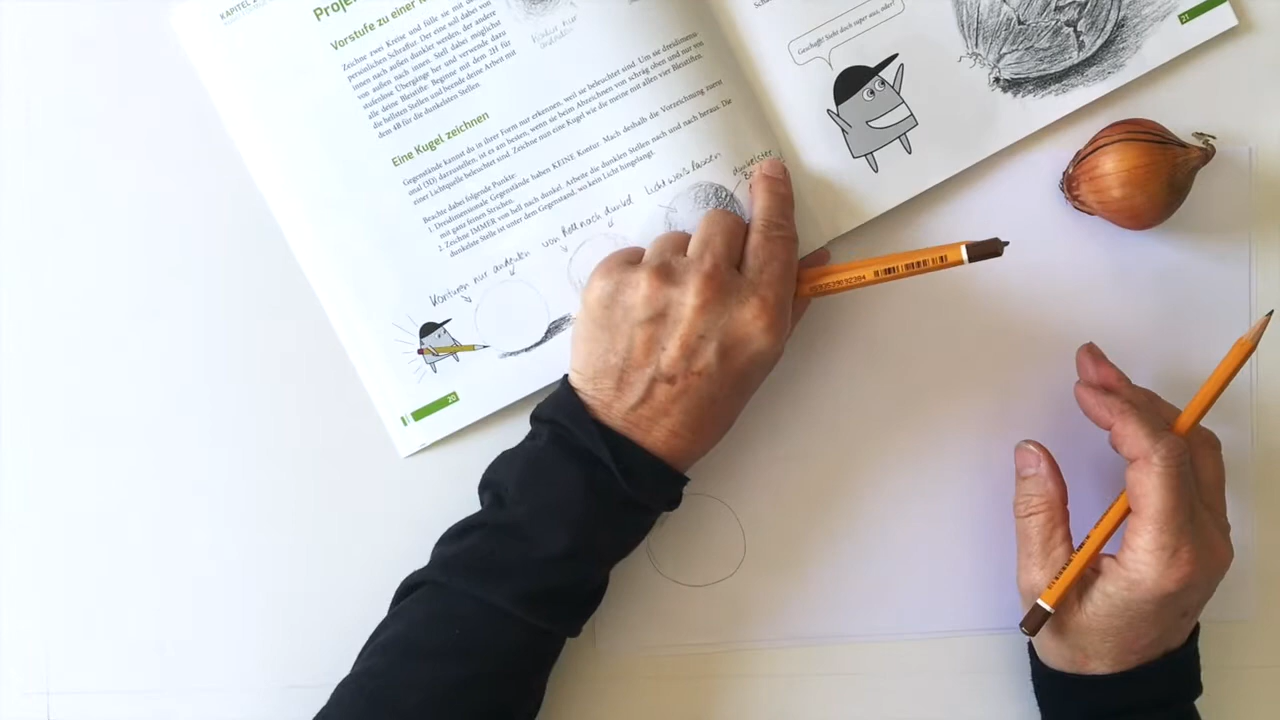 KAPITEL
Projek
Vorstufe zu einer K
Zeichne zwei Kreise und fülle sie mit de
persönlichen Schraffur. Der eine soll dabei von
innen nach außen dunkler werden, der andere
von außen nach innen. Stell dabei möglichst
stufenlose Übergänge her und verwende dazu
alle deine Bleistifte. Beginne mit dem 2H für
die hellsten Stellen und beende deine Arbeit mit
dem 4B für die dunkelsten Stellen.
Kontur nur
andeuten
Eine Kugel zeichnen
Gegenstände kannst du in ihrer Form nur erkennen, weil sie beleuchtet sind. Um sie dreidimensi-
onal (3D) darzustellen, ist es am besten, wenn sie beim Abzeichnen von schräg oben und nur von
einer Lichtquelle beleuchtet sind. Zeichne nun eine Kugel wie die meine mit allen vier Bleistiften.
Beachte dabei folgende Punkte:
1. Dreidimensionale Gegenstände haben KEINE Kontur. Mach deshalb die Vorzeichnung zuerst
mit ganz feinen Strichen.
2. Zeichne IMMER von hell nach dunkel. Arbeite die dunklen Stellen nach und nach heraus. Die
dunkelste Stelle ist unter dem Gegenstand, wo kein Licht hingelangt.
Konturen nur andeuten
von hell nach dunkel
Licht weiß lassen
dunkelster
20
Geschafft! Sieht doch super aus, oder?
21